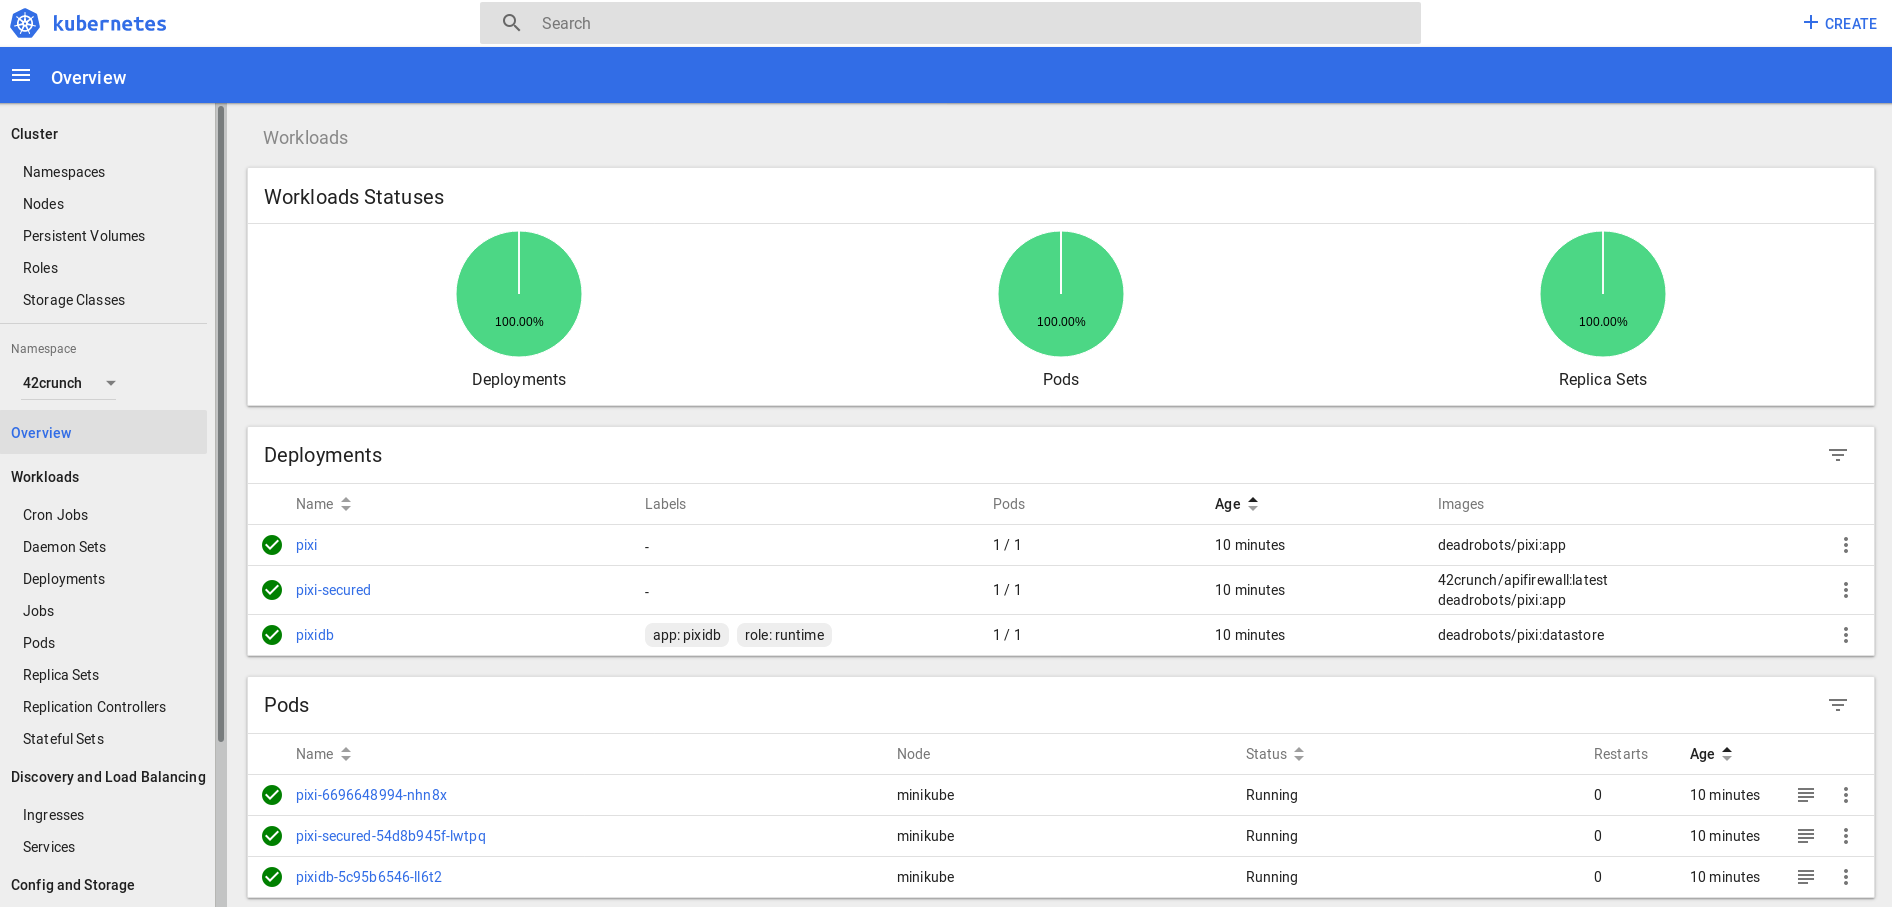 kubernetes
Search
CREATE
Overview
Cluster
Namespaces
Nodes
Persistent Volumes
Roles
Storage Classes
Namespace
42crunch
Overview
Workloads
Cron Jobs
Daemon Sets
Deployments
Jobs
Pods
Replica Sets
Replication Controllers
Stateful Sets
Discovery and Load Balancing
Ingresses
Services
Config and Storage
Workloads
Workloads Statuses
100.00% 100.00% 100.00%
Deployments Pods Replica Sets
Deployments
Name Labels Pods Age Images
pixi - 1 / 1 10 minutes deadrobots/pixi:app
pixi-secured - 1 / 1 10 minutes 42crunch/apifirewall:latest
deadrobots/pixi:app
pixidb app: pixidb role: runtime 1 / 1 10 minutes deadrobots/pixi:datastore
Pods
Name Node Status Restarts Age
pixi-6696648994-nhn8x minikube Running 0 10 minutes
pixi-secured-54d8b945f-lwtpq minikube Running 0 10 minutes
pixidb-5c95b6546-ll6t2 minikube Running 0 10 minutes